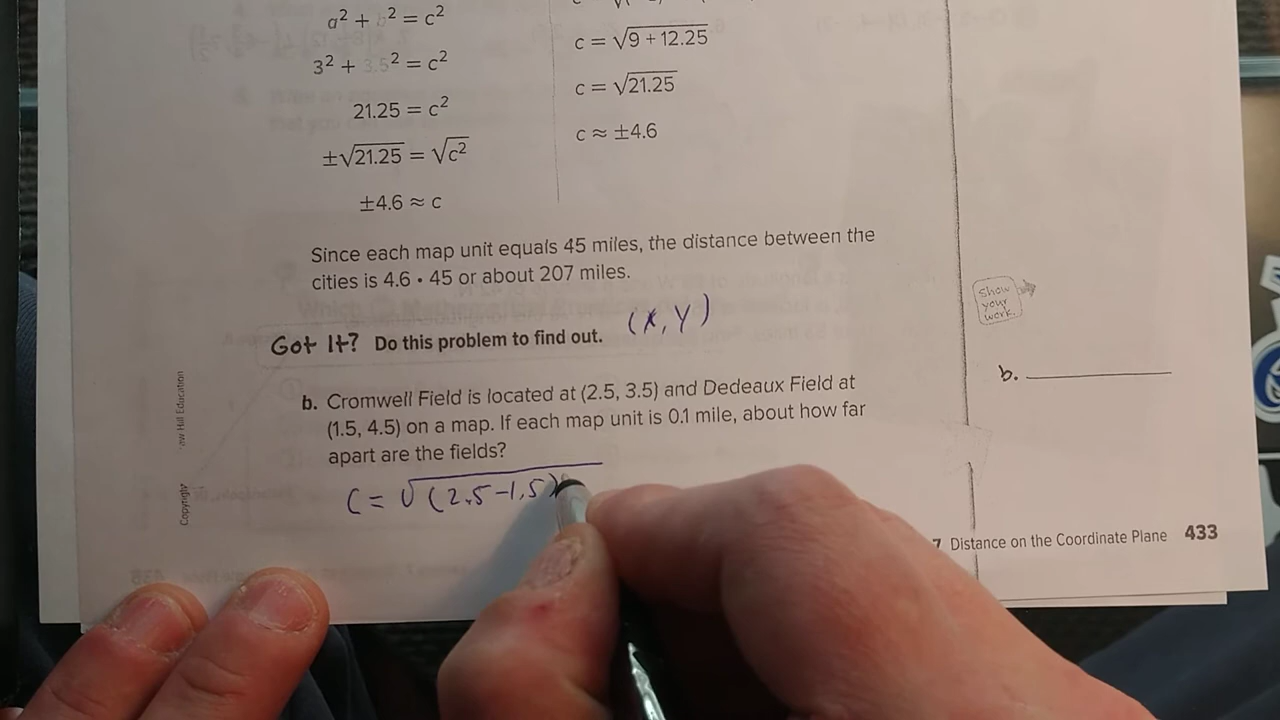 a² + b² = c²
3² + 3.5² = c²
21.25 = c²
±√21.25 = √c²
±4.6 ≈ c
c = √9 + 12.25
c = √21.25
c ≈ ±4.6
Since each map unit equals 45 miles, the distance between the
cities is 4.6 • 45 or about 207 miles.
Got It? Do this problem to find out.
(X, Y)
b. Cromwell Field is located at (2.5, 3.5) and Dedeaux Field at
(1.5, 4.5) on a map. If each map unit is 0.1 mile, about how far
apart are the fields?
C = √(2.5-1.5)
Show
your
work.
b.
Copyright
Hill Education
7 Distance on the Coordinate Plane 433